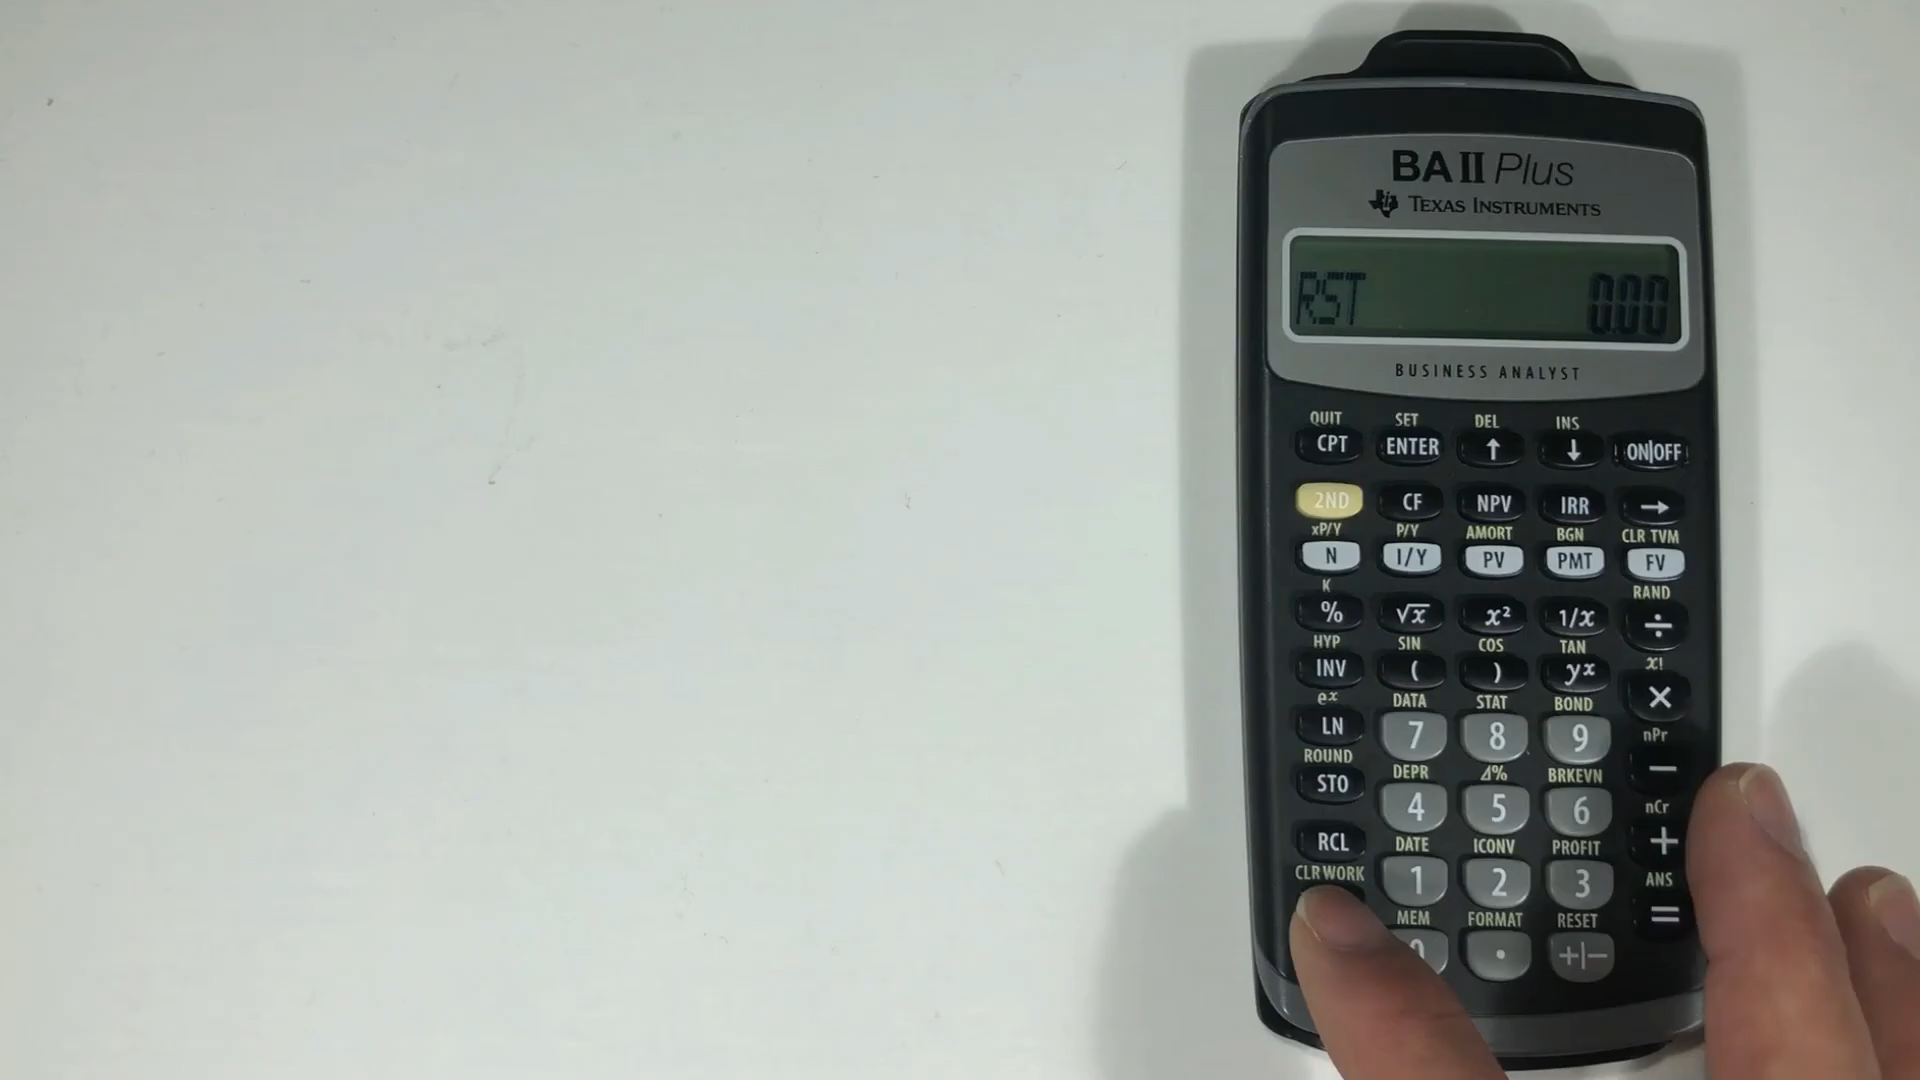 BA II Plus
TEXAS INSTRUMENTS
RST 0.00
BUSINESS ANALYST
QUIT SET DEL INS
CPT ENTER ↑ ↓ ON|OFF
2ND CF NPV IRR →
xP/Y P/Y AMORT BGN CLR TVM
N I/Y PV PMT FV
K RAND
% √x x² 1/x ÷
HYP SIN COS TAN x!
INV ( ) yˣ ×
eˣ DATA STAT BOND nPr
LN 7 8 9 −
ROUND DEPR Δ% BRKEVN nCr
STO 4 5 6 +
RCL DATE ICONV PROFIT ANS
CLR WORK 1 2 3 =
MEM FORMAT RESET
0 . +|−